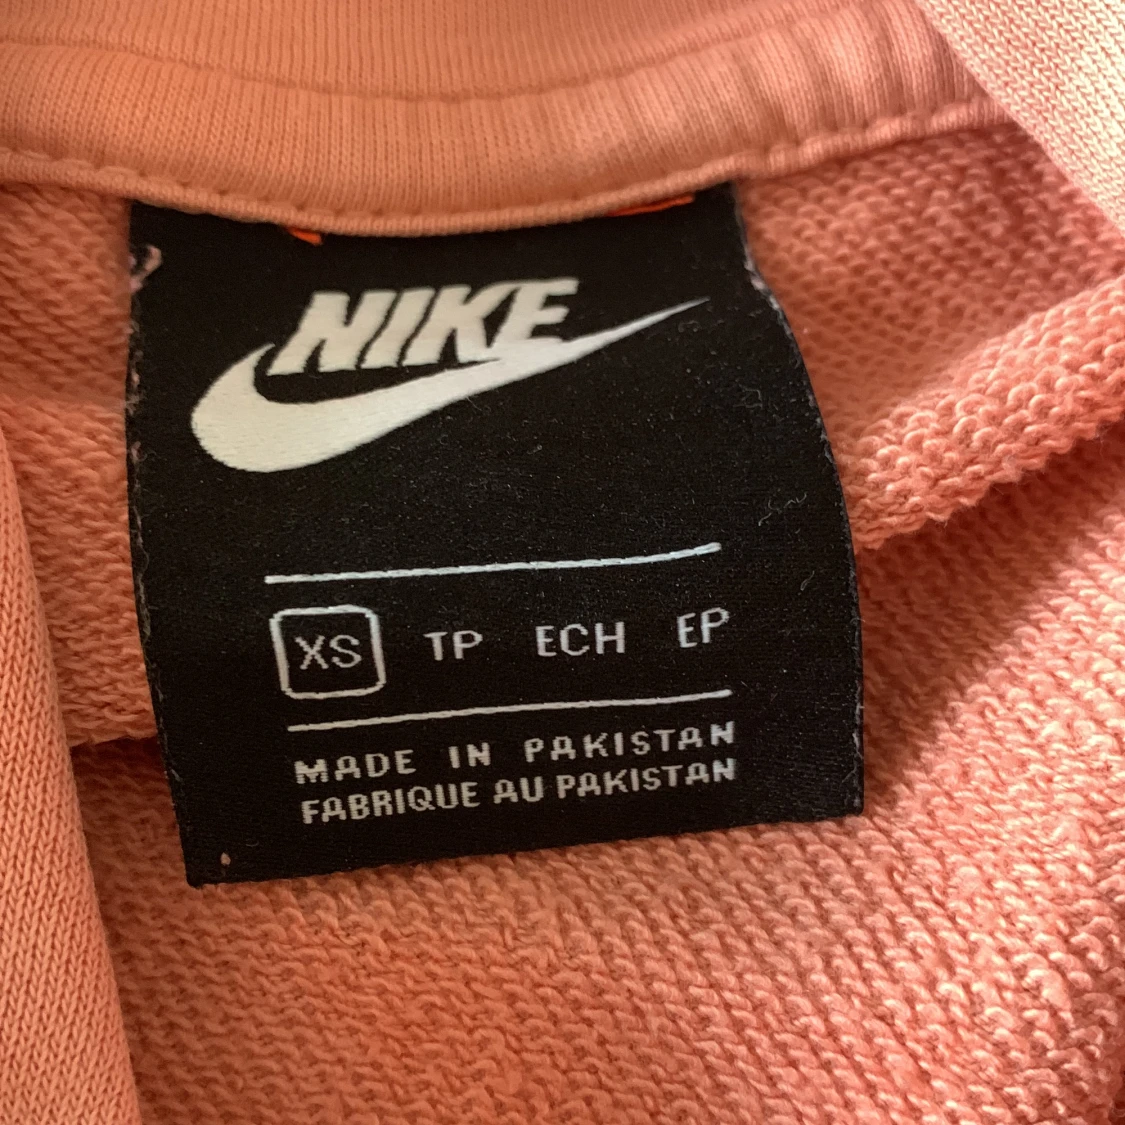 NIKE
XS TP ECH EP
MADE IN PAKISTAN
FABRIQUE AU PAKISTAN